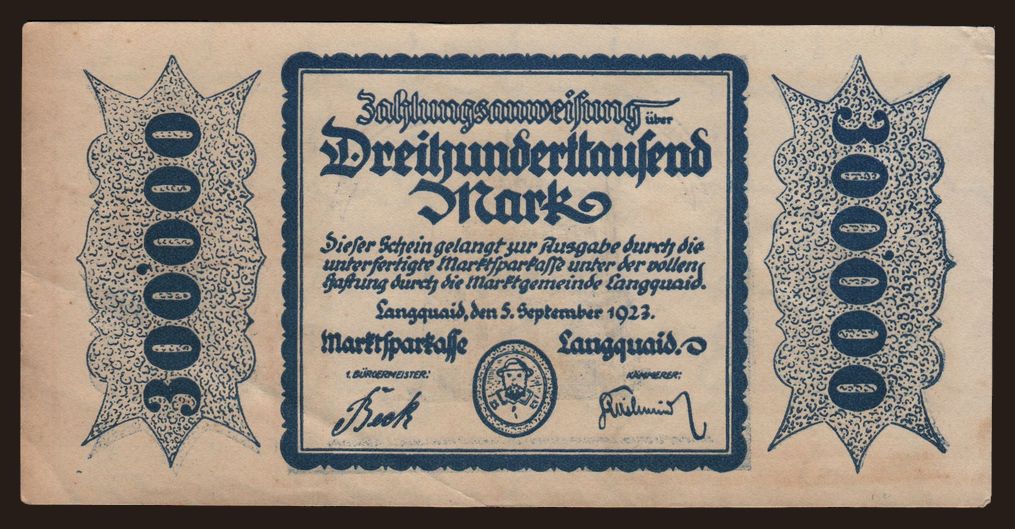 300,000
Zahlungsanweisung über
Dreihunderttausend
Mark
Dieser Schein gelangt zur Ausgabe durch die
unterfertigte Marktsparkasse unter der vollen
Haftung durch die Marktgemeinde Langquaid.
Langquaid, den 5. September 1923.
Marktsparkasse Langquaid.
1. BÜRGERMEISTER: KÄMMERER:
Beck
300,000